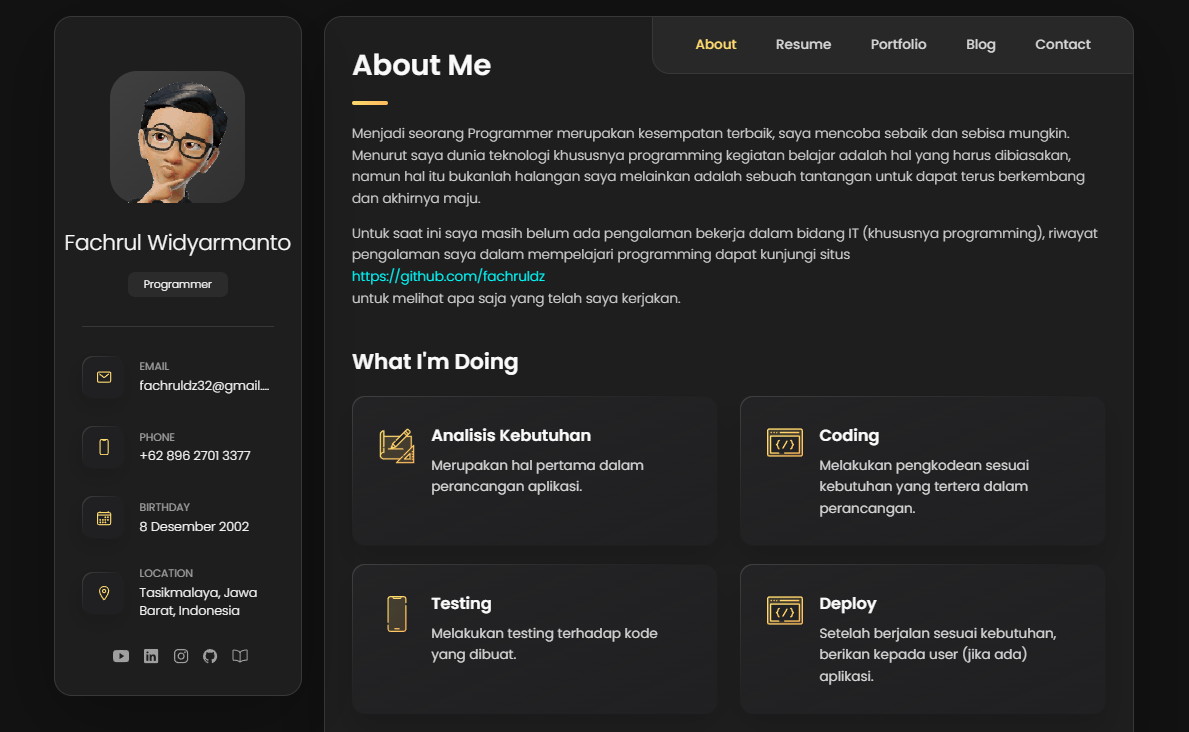 Fachrul Widyarmanto
Programmer
EMAIL
fachruldz32@gmail...
PHONE
+62 896 2701 3377
BIRTHDAY
8 Desember 2002
LOCATION
Tasikmalaya, Jawa
Barat, Indonesia
About Resume Portfolio Blog Contact
About Me
Menjadi seorang Programmer merupakan kesempatan terbaik, saya mencoba sebaik dan sebisa mungkin.
Menurut saya dunia teknologi khususnya programming kegiatan belajar adalah hal yang harus dibiasakan,
namun hal itu bukanlah halangan saya melainkan adalah sebuah tantangan untuk dapat terus berkembang
dan akhirnya maju.
Untuk saat ini saya masih belum ada pengalaman bekerja dalam bidang IT (khususnya programming), riwayat
pengalaman saya dalam mempelajari programming dapat kunjungi situs
https://github.com/fachruldz
untuk melihat apa saja yang telah saya kerjakan.
What I'm Doing
Analisis Kebutuhan
Merupakan hal pertama dalam
perancangan aplikasi.
Coding
Melakukan pengkodean sesuai
kebutuhan yang tertera dalam
perancangan.
Testing
Melakukan testing terhadap kode
yang dibuat.
Deploy
Setelah berjalan sesuai kebutuhan,
berikan kepada user (jika ada)
aplikasi.